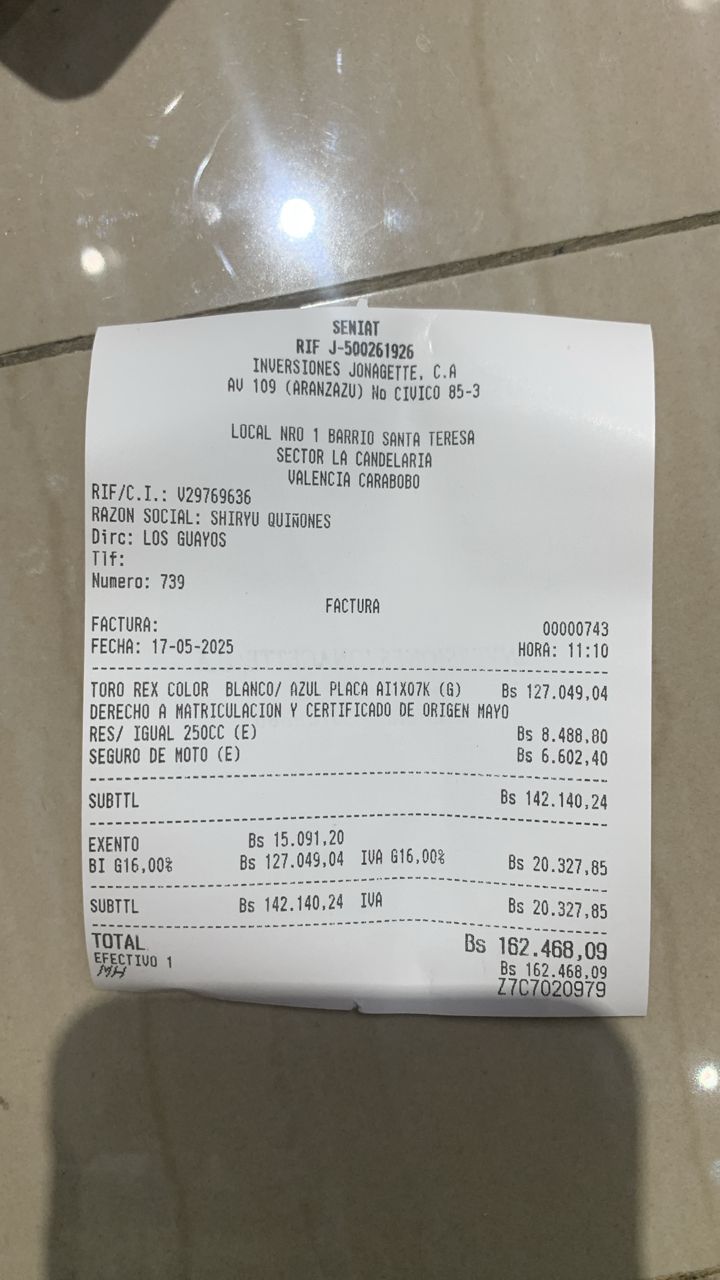 SENIAT
RIF J-500261926
INVERSIONES JONAGETTE, C.A
AV 109 (ARANZAZU) No CIVICO 85-3
LOCAL NRO 1 BARRIO SANTA TERESA
SECTOR LA CANDELARIA
VALENCIA CARABOBO
RIF/C.I.: V29769636
RAZON SOCIAL: SHIRYU QUIÑONES
Dirc: LOS GUAYOS
Tlf:
Numero: 739
FACTURA
FACTURA: 00000743
FECHA: 17-05-2025 HORA: 11:10
TORO REX COLOR BLANCO/ AZUL PLACA AI1X07K (G) Bs 127.049,04
DERECHO A MATRICULACION Y CERTIFICADO DE ORIGEN MAYO
RES/ IGUAL 250CC (E) Bs 8.488,80
SEGURO DE MOTO (E) Bs 6.602,40
SUBTTL Bs 142.140,24
EXENTO Bs 15.091,20
BI G16,00% Bs 127.049,04 IVA G16,00% Bs 20.327,85
SUBTTL Bs 142.140,24 IVA Bs 20.327,85
TOTAL Bs 162.468,09
EFECTIVO 1 Bs 162.468,09
MH Z7C7020979